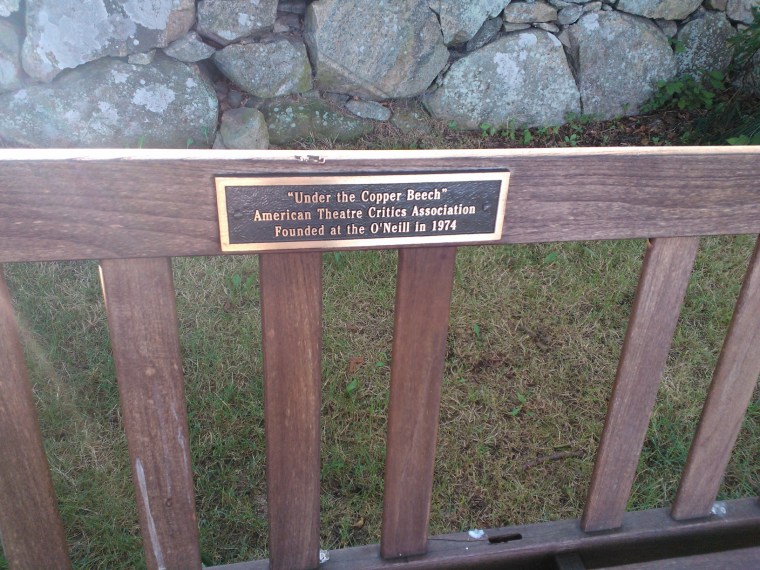 "Under the Copper Beech"
American Theatre Critics Association
Founded at the O'Neill in 1974